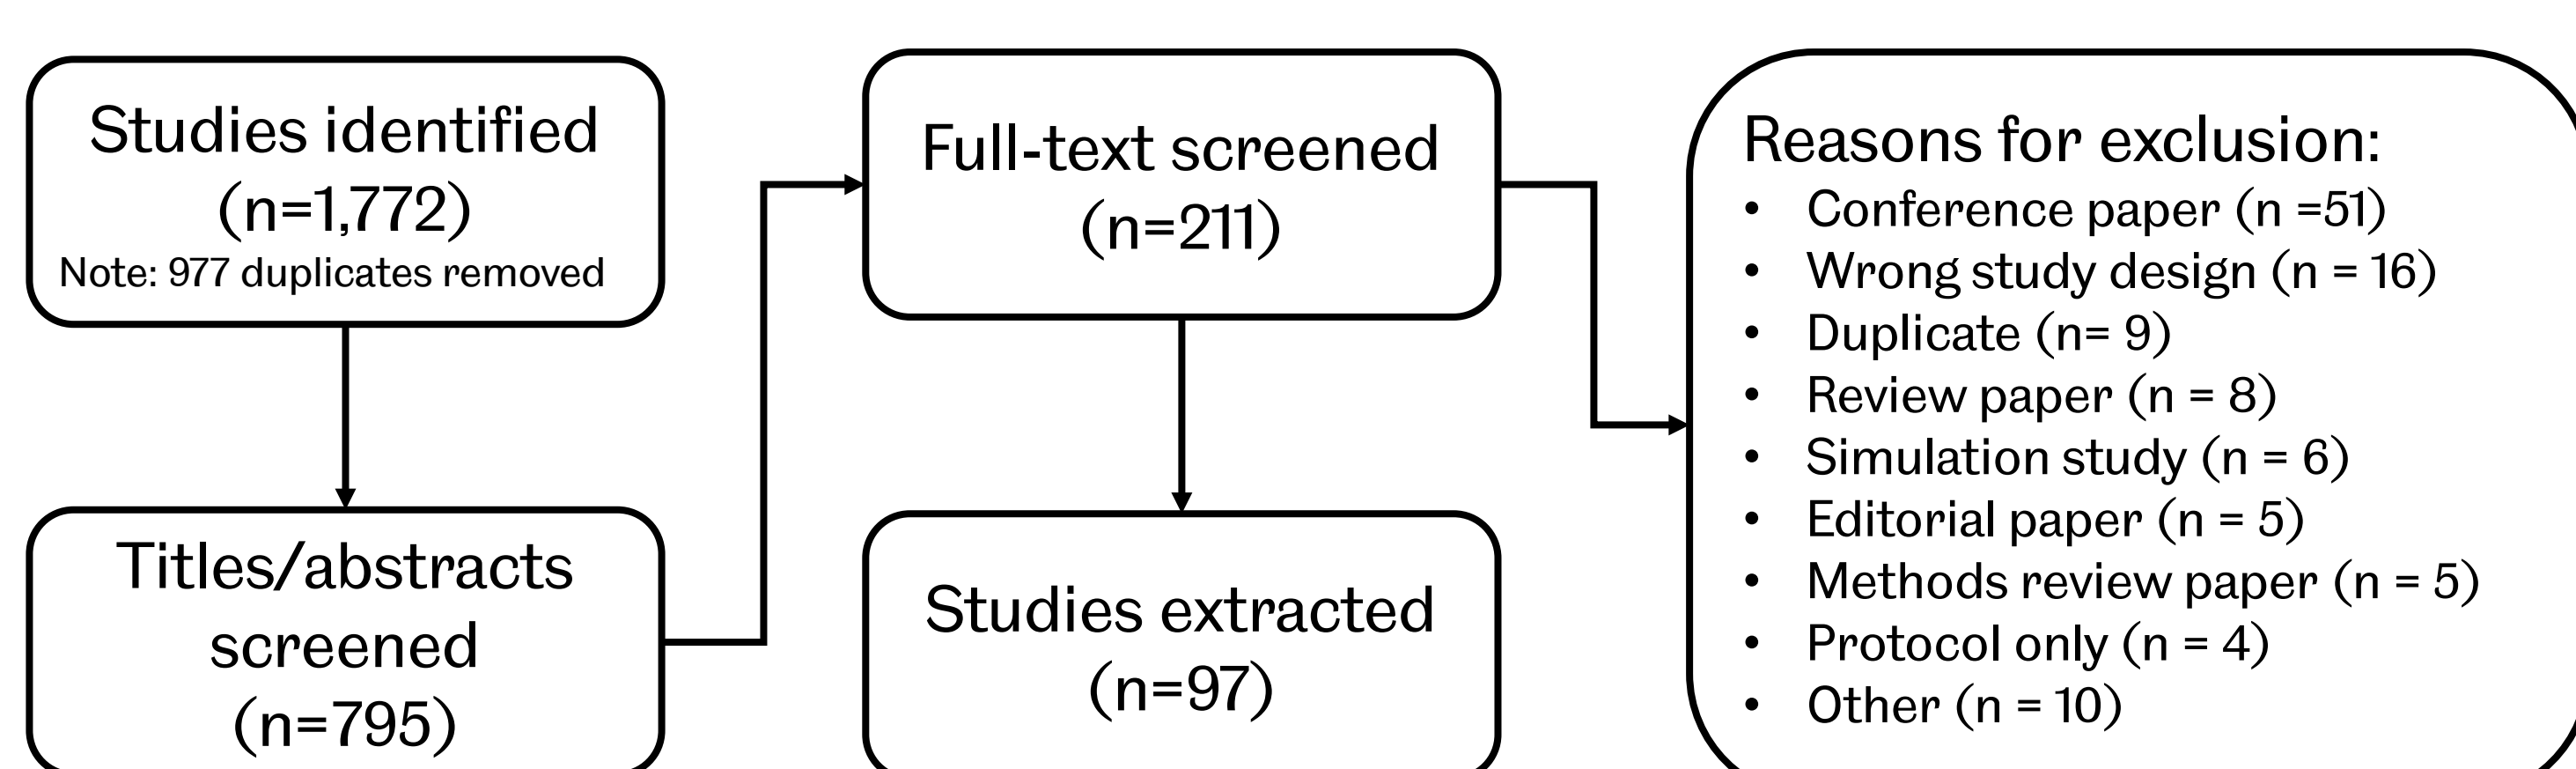 Studies identified
(n=1,772)
Note: 977 duplicates removed
Titles/abstracts
screened
(n=795)
Full-text screened
(n=211)
Studies extracted
(n=97)
Reasons for exclusion:
• Conference paper (n =51)
• Wrong study design (n = 16)
• Duplicate (n= 9)
• Review paper (n = 8)
• Simulation study (n = 6)
• Editorial paper (n = 5)
• Methods review paper (n = 5)
• Protocol only (n = 4)
• Other (n = 10)